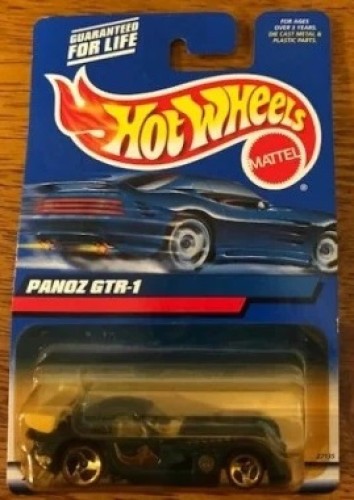 GUARANTEED
FOR LIFE
FOR AGES
OVER 3 YEARS.
DIE CAST METAL &
PLASTIC PARTS.
HOT WHEELS
MATTEL
®
PANOZ GTR-1